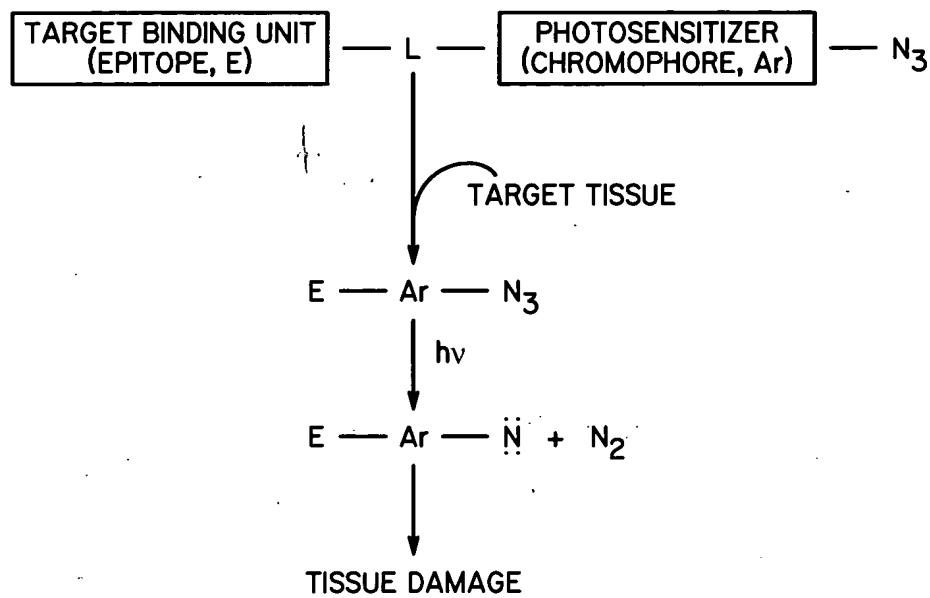 TARGET BINDING UNIT
(EPITOPE, E) — L — PHOTOSENSITIZER
(CHROMOPHORE, Ar) — N₃
TARGET TISSUE
E — Ar — N₃
hν
E — Ar — N̈ + N₂
TISSUE DAMAGE